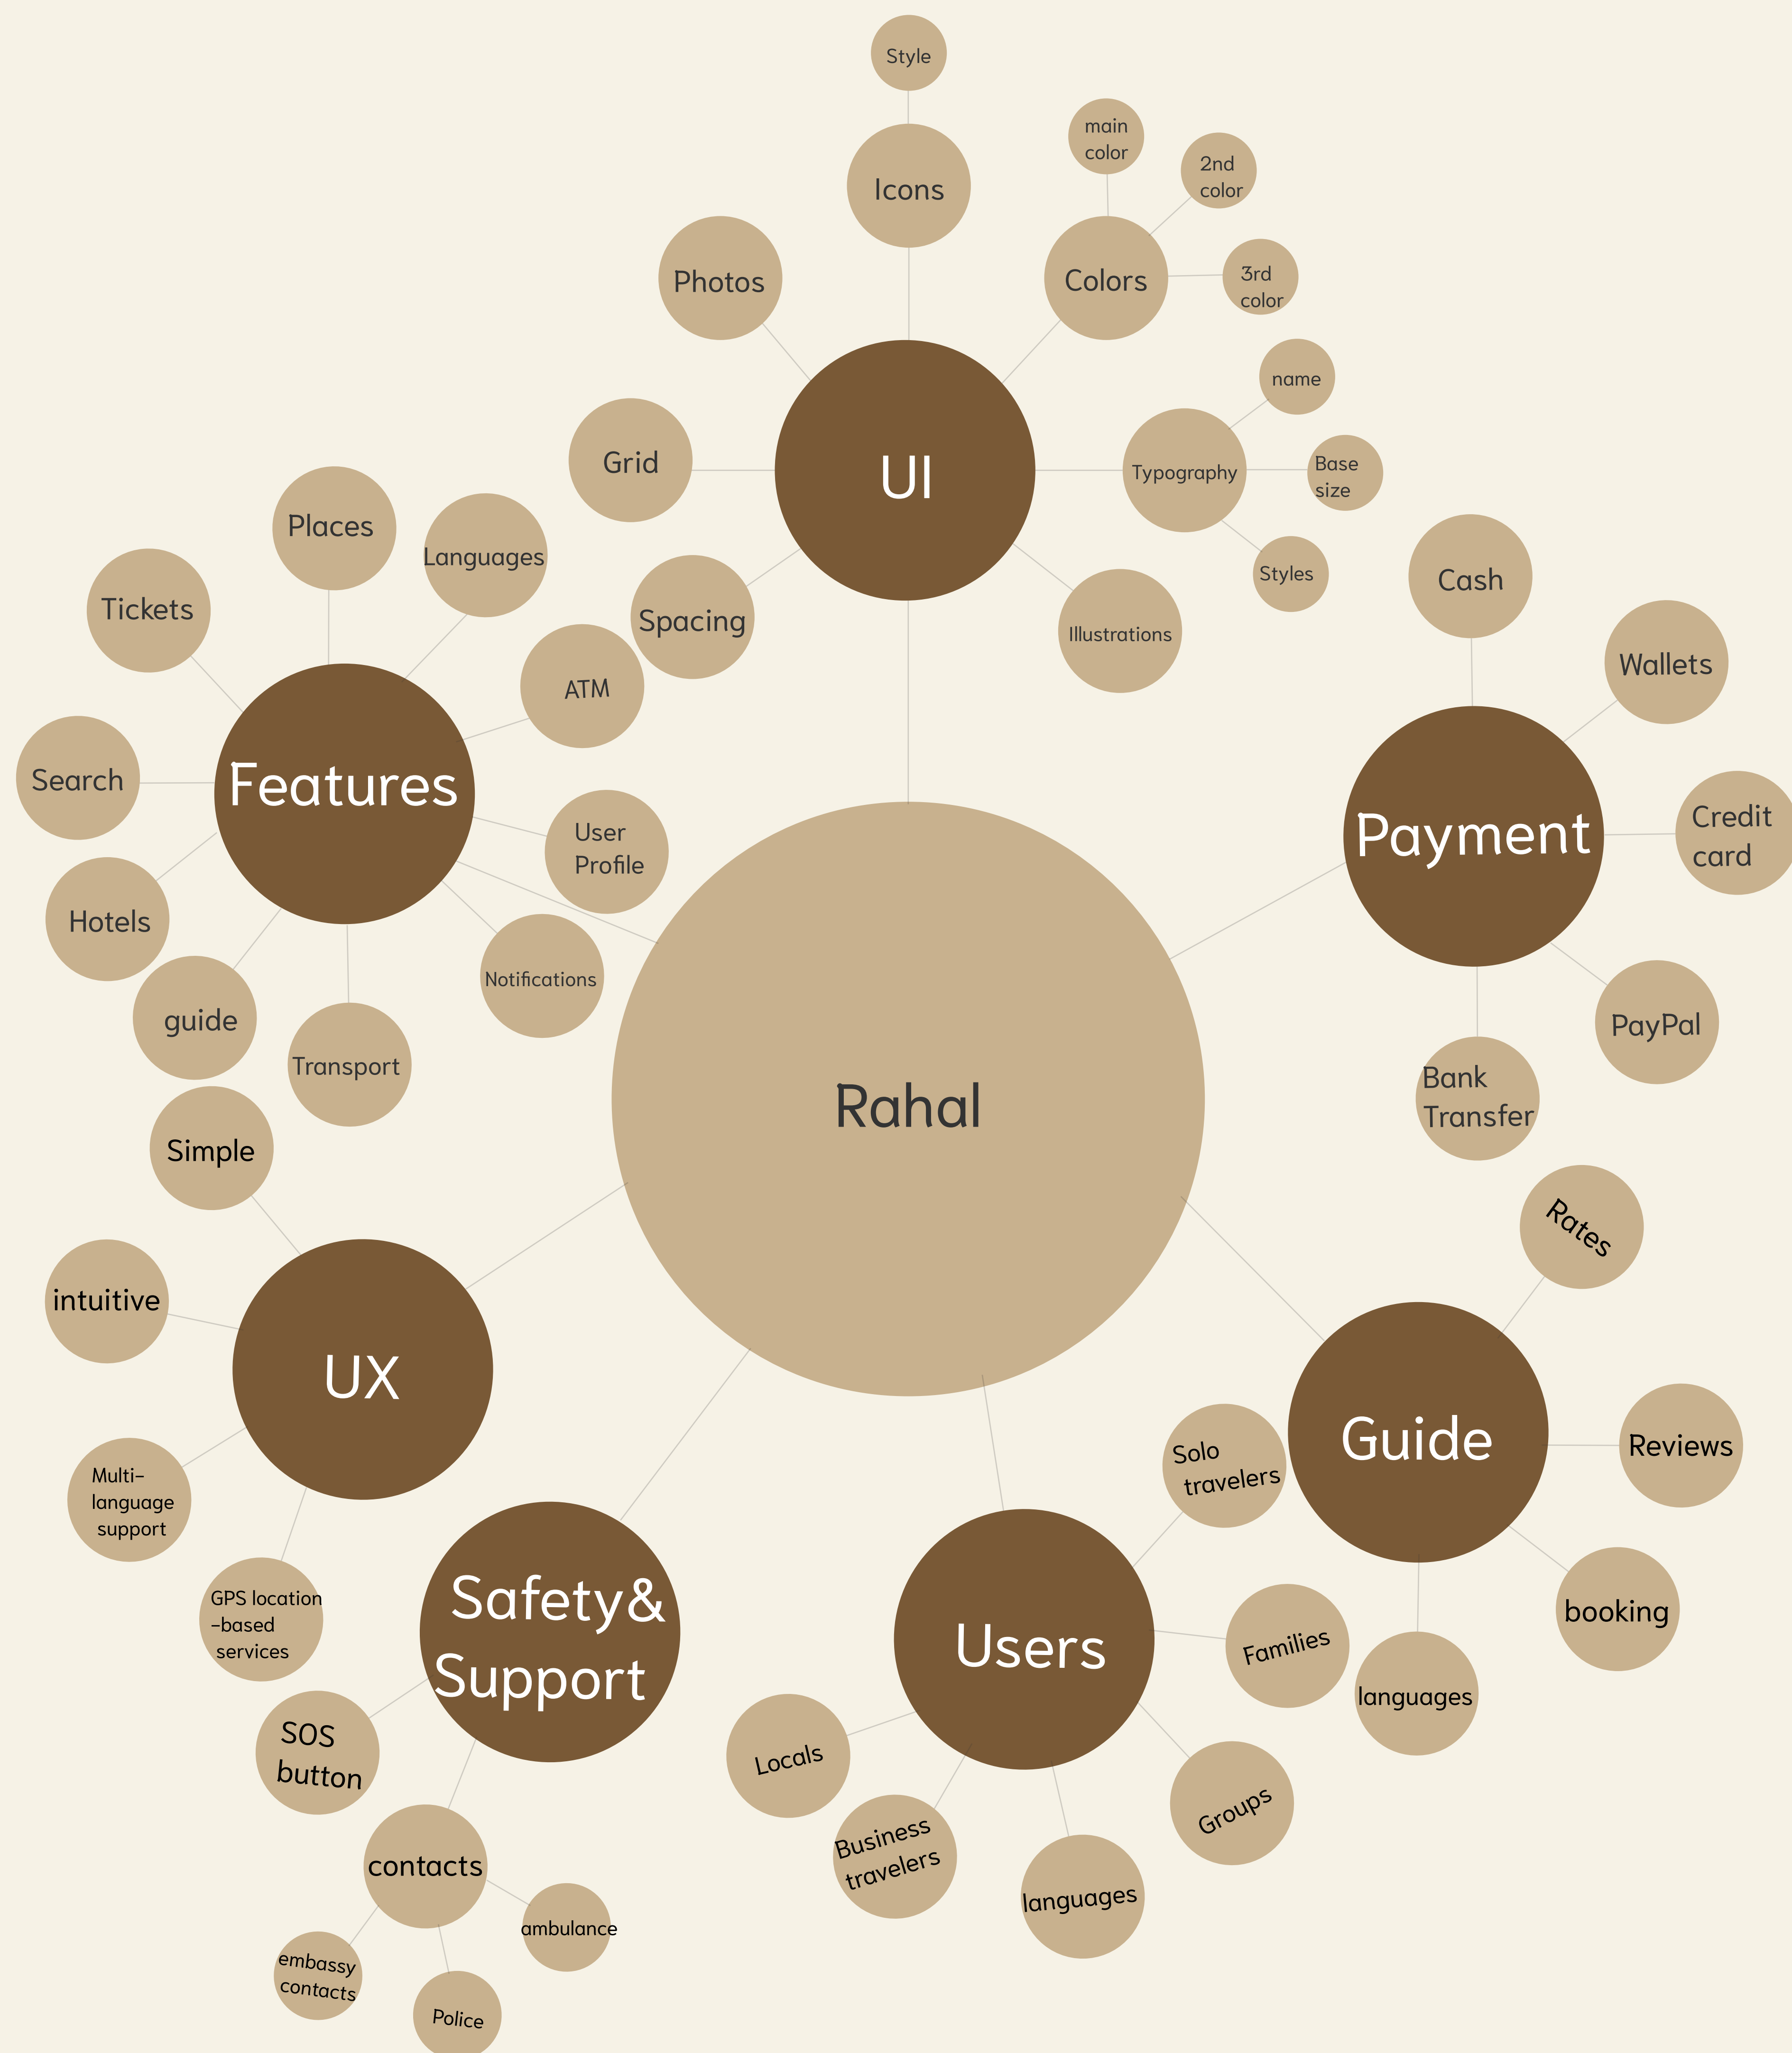 Style
Icons
main
color
2nd
color
Photos
Colors
3rd
color
name
Grid
UI
Typography
Base
size
Styles
Spacing
Illustrations
Places
Languages
Tickets
ATM
Search
Features
User
Profile
Hotels
guide
Transport
Notifications
Cash
Wallets
Payment
Credit
card
PayPal
Bank
Transfer
Rahal
Simple
intuitive
UX
Multi-
language
support
GPS location
-based
services
Safety&
Support
SOS
button
contacts
ambulance
embassy
contacts
Police
Users
Solo
travelers
Families
Groups
languages
Business
travelers
Locals
Rates
Guide
Reviews
booking
languages